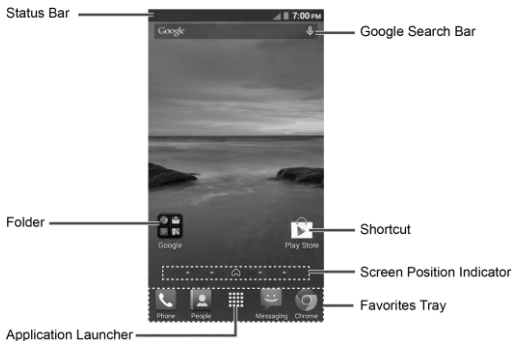 Status Bar
7:00 PM
Google
Google Search Bar
Folder
Google
Play Store
Shortcut
Screen Position Indicator
Phone
People
Messaging
Chrome
Favorites Tray
Application Launcher